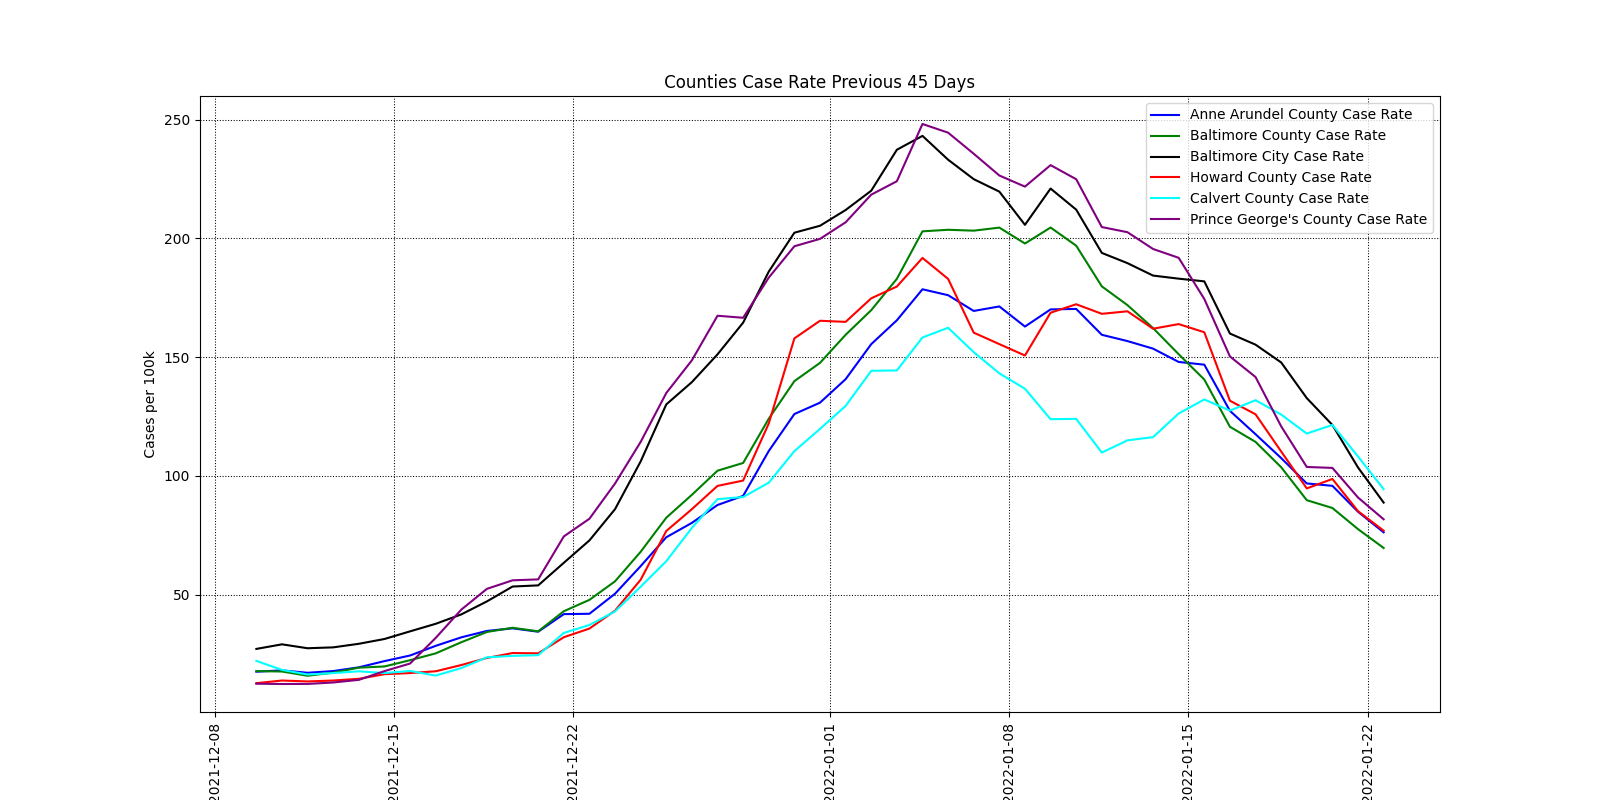 Counties Case Rate Previous 45 Days
Cases per 100k
250
200
150
100
50
Anne Arundel County Case Rate
Baltimore County Case Rate
Baltimore City Case Rate
Howard County Case Rate
Calvert County Case Rate
Prince George's County Case Rate
2021-12-08
2021-12-15
2021-12-22
2022-01-01
2022-01-08
2022-01-15
2022-01-22